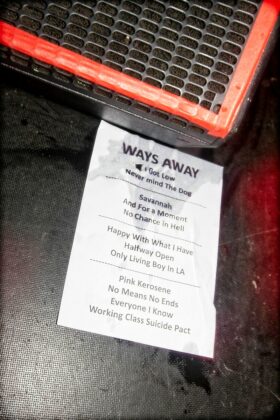 WAYS AWAY
I Got Low
Never mind The Dog
Savannah
And For a Moment
No Chance In Hell
Happy With What I Have
Halfway Open
Only Living Boy In LA
Pink Kerosene
No Means No Ends
Everyone I Know
Working Class Suicide Pact